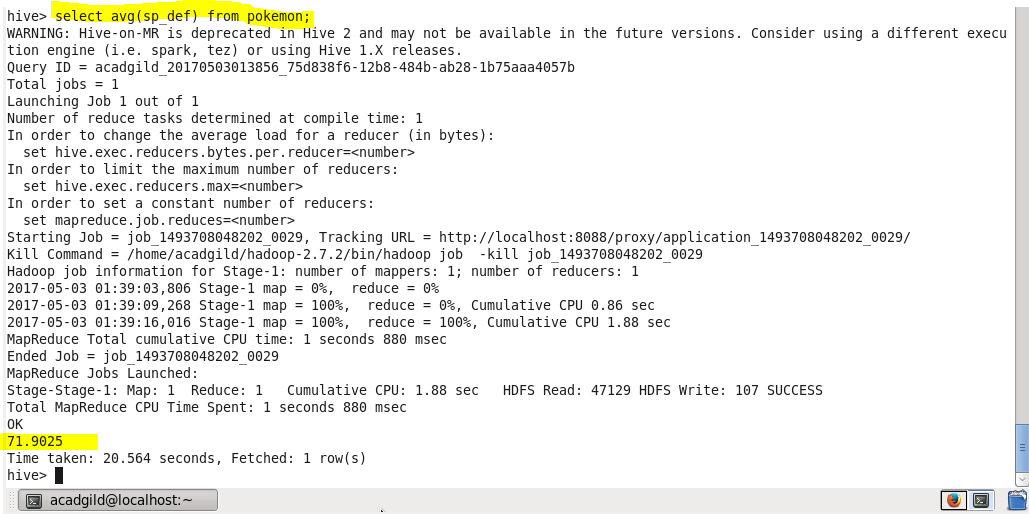 hive> select avg(sp_def) from pokemon;
WARNING: Hive-on-MR is deprecated in Hive 2 and may not be available in the future versions. Consider using a different execu
tion engine (i.e. spark, tez) or using Hive 1.X releases.
Query ID = acadgild_20170503013856_75d838f6-12b8-484b-ab28-1b75aaa4057b
Total jobs = 1
Launching Job 1 out of 1
Number of reduce tasks determined at compile time: 1
In order to change the average load for a reducer (in bytes):
  set hive.exec.reducers.bytes.per.reducer=<number>
In order to limit the maximum number of reducers:
  set hive.exec.reducers.max=<number>
In order to set a constant number of reducers:
  set mapreduce.job.reduces=<number>
Starting Job = job_1493708048202_0029, Tracking URL = http://localhost:8088/proxy/application_1493708048202_0029/
Kill Command = /home/acadgild/hadoop-2.7.2/bin/hadoop job  -kill job_1493708048202_0029
Hadoop job information for Stage-1: number of mappers: 1; number of reducers: 1
2017-05-03 01:39:03,806 Stage-1 map = 0%,  reduce = 0%
2017-05-03 01:39:09,268 Stage-1 map = 100%,  reduce = 0%, Cumulative CPU 0.86 sec
2017-05-03 01:39:16,016 Stage-1 map = 100%,  reduce = 100%, Cumulative CPU 1.88 sec
MapReduce Total cumulative CPU time: 1 seconds 880 msec
Ended Job = job_1493708048202_0029
MapReduce Jobs Launched:
Stage-Stage-1: Map: 1  Reduce: 1   Cumulative CPU: 1.88 sec   HDFS Read: 47129 HDFS Write: 107 SUCCESS
Total MapReduce CPU Time Spent: 1 seconds 880 msec
OK
71.9025
Time taken: 20.564 seconds, Fetched: 1 row(s)
hive>
acadgild@localhost:~